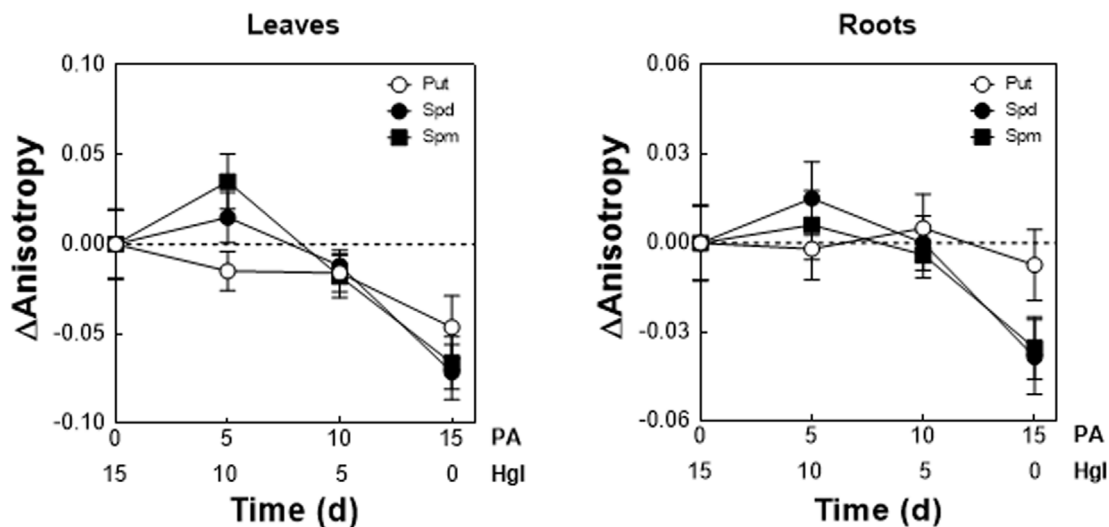 Leaves
0.10
0.05
0.00
-0.05
-0.10
ΔAnisotropy
Put
Spd
Spm
0 5 10 15 PA
15 10 5 0 Hgl
Time (d)
Roots
0.06
0.03
0.00
-0.03
-0.06
ΔAnisotropy
Put
Spd
Spm
0 5 10 15 PA
15 10 5 0 Hgl
Time (d)